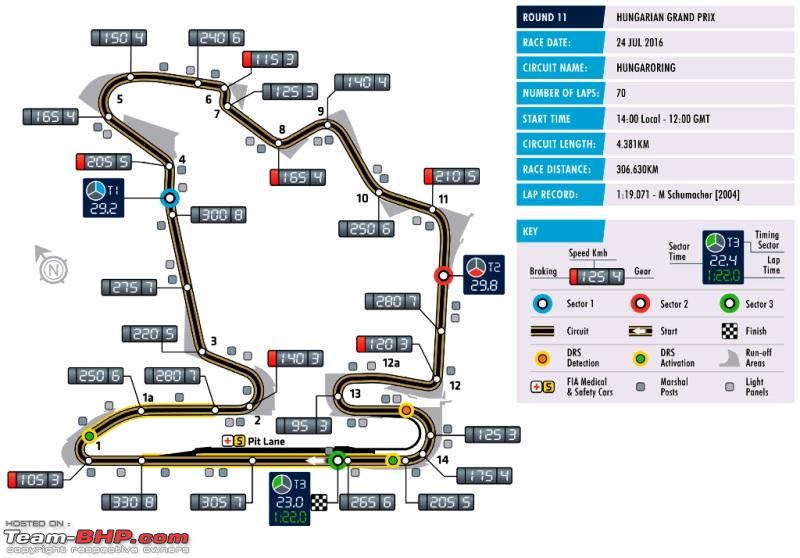 ROUND 11 HUNGARIAN GRAND PRIX
RACE DATE: 24 JUL 2016
CIRCUIT NAME: HUNGARORING
NUMBER OF LAPS: 70
START TIME 14:00 Local - 12:00 GMT
CIRCUIT LENGTH: 4.381KM
RACE DISTANCE: 306.630KM
LAP RECORD: 1:19.071 - M Schumacher [2004]
KEY
Speed Kmh
Braking 125 4 Gear
Sector Time
T3
22.4
1:22.0
Timing Sector
Lap Time
Sector 1 Sector 2 Sector 3
Circuit Start Finish
DRS Detection DRS Activation Run-off Areas
+ S FIA Medical & Safety Cars Marshal Posts Light Panels
150 4
240 6
115 3
5
6
125 3
7
140 4
165 4
8
9
165 4
205 5
4
T1
29.2
300 8
210 5
10
11
250 6
N
275 7
T2
29.8
280 7
220 5
3
120 3
140 3
12a
12
250 6
280 7
1a
2
13
95 3
1
+ S Pit Lane
125 3
14
175 4
105 3
330 8
305 7
T3
23.0
1:22.0
265 6
205 5
HOSTED ON :
Team-BHP.com
copyright respective owners